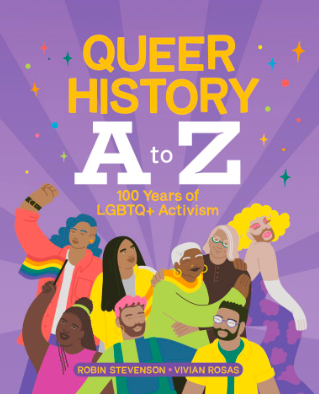 QUEER
HISTORY
A to Z
100 Years of
LGBTQ+ Activism
ROBIN STEVENSON • VIVIAN ROSAS